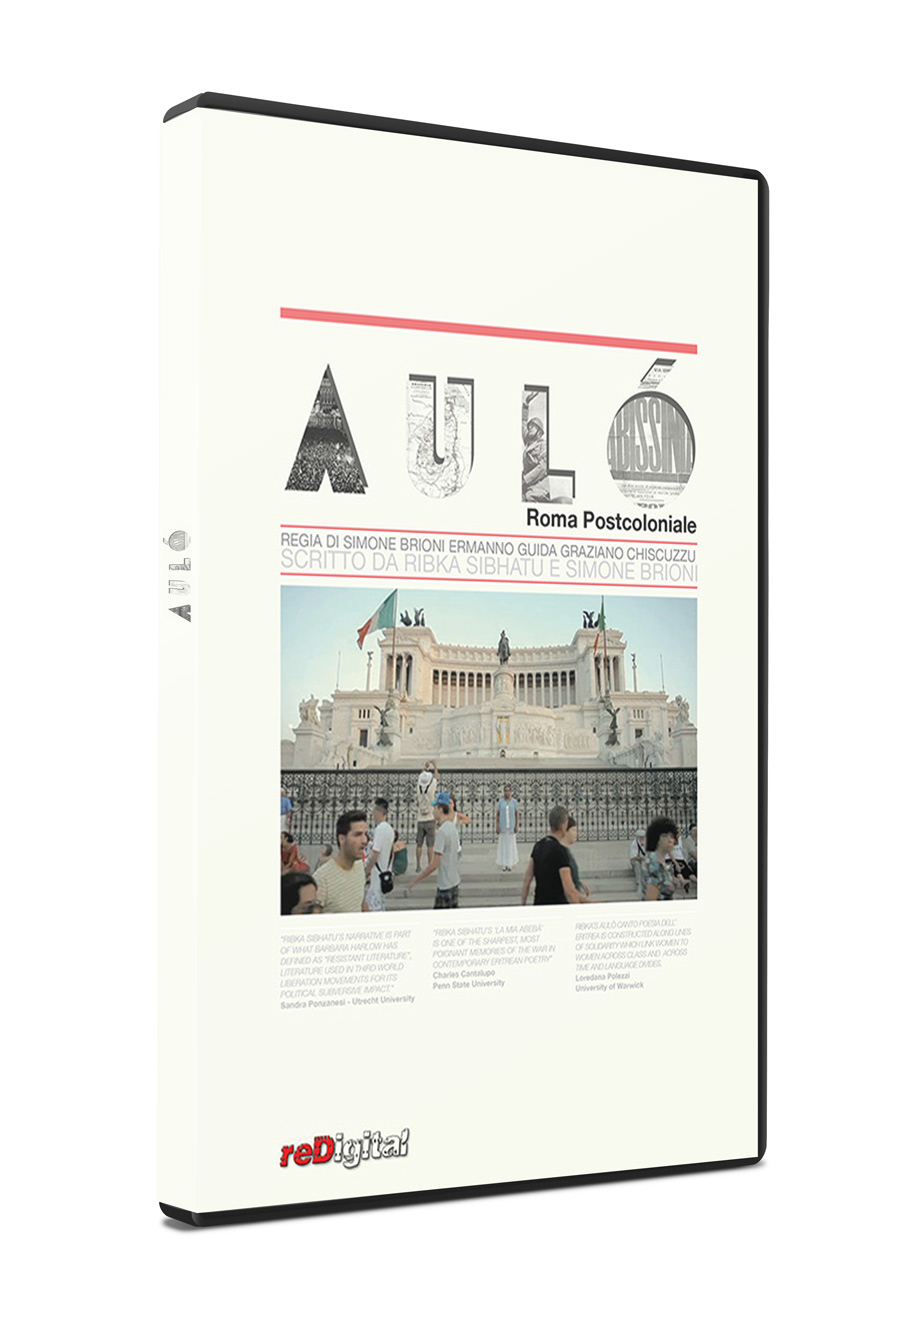 AULÓ
BISSINI
Roma Postcoloniale
REGIA DI SIMONE BRIONI ERMANNO GUIDA GRAZIANO CHISCUZZU
SCRITTO DA RIBKA SIBHATU E SIMONE BRIONI
AULÓ
"RIBKA SIBHATU'S NARRATIVE IS PART
OF WHAT BARBARA HARLOW HAS
DEFINED AS "RESISTANT LITERATURE",
LITERATURE USED IN THIRD WORLD
LIBERATION MOVEMENTS FOR ITS
POLITICAL SUBVERSIVE IMPACT."
Sandra Ponzanesi - Utrecht University
"RIBKA SIBHATU'S 'LA MIA ABEBÀ'
IS ONE OF THE SHARPEST, MOST
POIGNANT MEMORIES OF THE WAR IN
CONTEMPORARY ERITREAN POETRY"
Charles Cantalupo
Penn State University
RIBKA'S AULÒ CANTO POESIA DELL'
ERITREA IS CONSTRUCTED ALONG LINES
OF SOLIDARITY WHICH LINK WOMEN TO
WOMEN ACROSS CLASS AND ACROSS
TIME AND LANGUAGE DIVIDES.
Loredana Polezzi
University of Warwick
reDigital